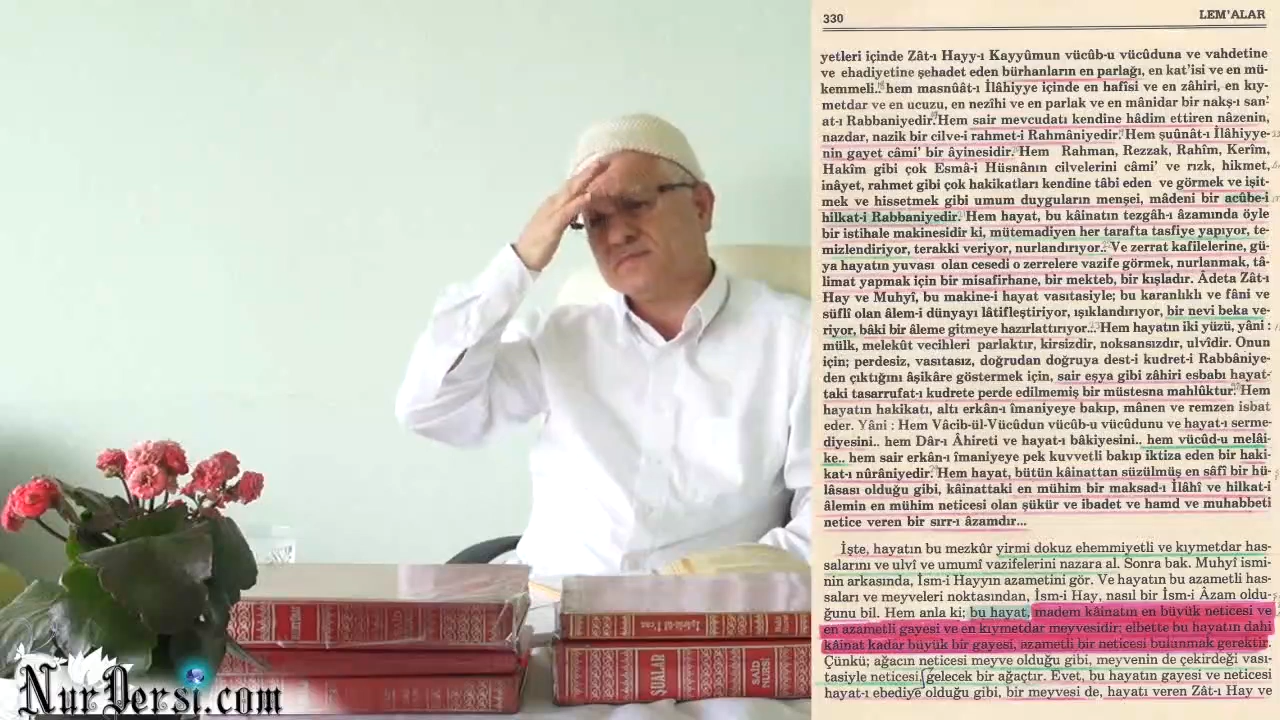 330
LEM'ALAR
yetleri içinde Zât-ı Hayy-ı Kayyûmun vücûb-u vücûduna ve vahdetine
ve ehadiyetine şehadet eden bürhanların en parlağı, en kat'isi ve en mü-
kemmeli.. hem masnûât-ı İlâhiyye içinde en hafîsi ve en zâhiri, en kıy-
metdar ve en ucuzu, en nezîhi ve en parlak ve en mânidar bir nakş-ı san'
at-ı Rabbaniyedir. Hem sair mevcudatı kendine hâdim ettiren nâzenin,
nazdar, nazik bir cilve-i rahmet-i Rahmâniyedir. Hem şuûnât-ı İlâhiyye-
nin gayet câmi' bir âyinesidir. Hem Rahman, Rezzak, Rahîm, Kerîm,
Hakîm gibi çok Esmâ-i Hüsnânın cilvelerini câmi' ve rızk, hikmet,
inâyet, rahmet gibi çok hakikatları kendine tâbi eden ve görmek ve işit-
mek ve hissetmek gibi umum duyguların menşei, mâdeni bir acûbe-i
hilkat-i Rabbaniyedir. Hem hayat, bu kâinatın tezgâh-ı âzamında öyle
bir istihale makinesidir ki, mütemadiyen her tarafta tasfiye yapıyor, te-
mizlendiriyor, terakki veriyor, nurlandırıyor.. Ve zerrat kafilelerine, gü-
ya hayatın yuvası olan cesedi o zerrelere vazife görmek, nurlanmak, tâ-
limat yapmak için bir misafirhane, bir mekteb, bir kışladır. Âdeta Zât-ı
Hay ve Muhyî, bu makine-i hayat vasıtasiyle; bu karanlıklı ve fâni ve
süflî olan âlem-i dünyayı lâtifleştiriyor, ışıklandırıyor, bir nevi beka ve-
riyor, bâki bir âleme gitmeye hazırlattırıyor... Hem hayatın iki yüzü, yâni :
mülk, melekût vecihleri parlaktır, kirsizdir, noksansızdır, ulvîdir. Onun
için; perdesiz, vasıtasız, doğrudan doğruya dest-i kudret-i Rabbâniye-
den çıktığını âşikâre göstermek için, sair eşya gibi zâhiri esbabı hayat-
taki tasarrufat-ı kudrete perde edilmemiş bir müstesna mahlûktur. Hem
hayatın hakikatı, altı erkân-ı îmaniyeye bakıp, mânen ve remzen isbat
eder. Yâni : Hem Vâcib-ül-Vücûdun vücûb-u vücûdunu ve hayat-ı serme-
diyesini.. hem Dâr-ı Âhireti ve hayat-ı bâkiyesini.. hem vücûd-u melâi-
ke.. hem sair erkân-ı îmaniyeye pek kuvvetli bakıp iktiza eden bir haki-
kat-ı nûrâniyedir. Hem hayat, bütün kâinattan süzülmüş en sâfî bir hü-
lâsası olduğu gibi, kâinattaki en mühim bir maksad-ı İlâhî ve hilkat-i
âlemin en mühim neticesi olan şükür ve ibadet ve hamd ve muhabbeti
netice veren bir sırr-ı âzamdır...
İşte, hayatın bu mezkûr yirmi dokuz ehemmiyetli ve kıymetdar has-
salarını ve ulvî ve umumî vazifelerini nazara al. Sonra bak. Muhyî ismi-
nin arkasında, İsm-i Hayyın azametini gör. Ve hayatın bu azametli has-
saları ve meyveleri noktasından, İsm-i Hay, nasıl bir İsm-i Âzam oldu-
ğunu bil. Hem anla ki; bu hayat, madem kâinatın en büyük neticesi ve
en azametli gayesi ve en kıymetdar meyvesidir; elbette bu hayatın dahi
kâinat kadar büyük bir gayesi, azametli bir neticesi bulunmak gerektir.
Çünkü; ağacın neticesi meyve olduğu gibi, meyvenin de çekirdeği vası-
tasiyle neticesi gelecek bir ağaçtır. Evet, bu hayatın gayesi ve neticesi
hayat-ı ebediye olduğu gibi, bir meyvesi de, hayatı veren Zât-ı Hay ve
ŞUALAR
SAİD
NURSÎ
NurDersi.com